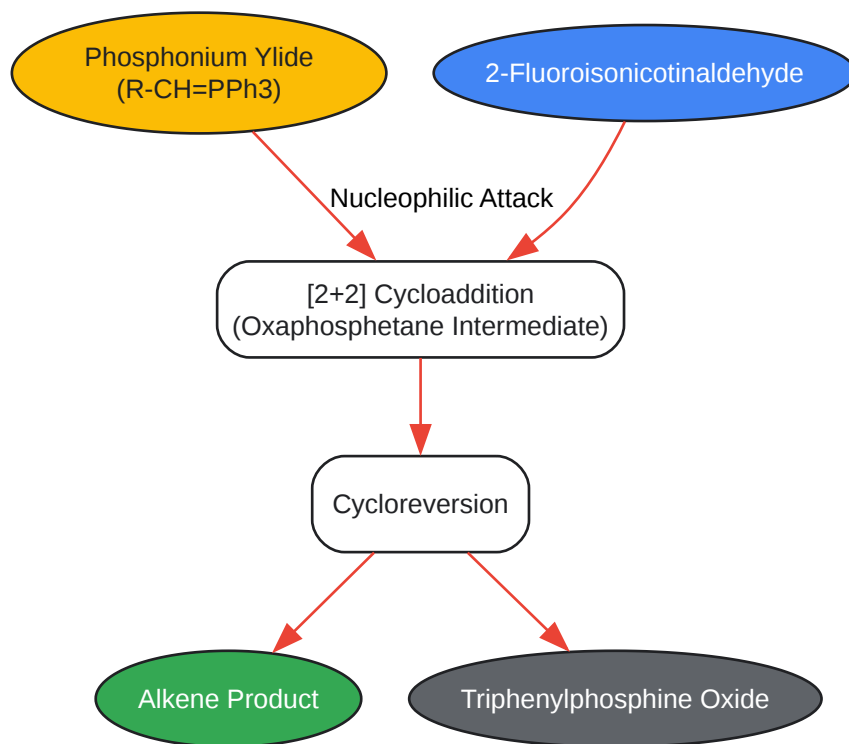 Phosphonium Ylide
(R-CH=PPh3)
2-Fluoroisonicotinaldehyde
Nucleophilic Attack
[2+2] Cycloaddition
(Oxaphosphetane Intermediate)
Cycloreversion
Alkene Product
Triphenylphosphine Oxide